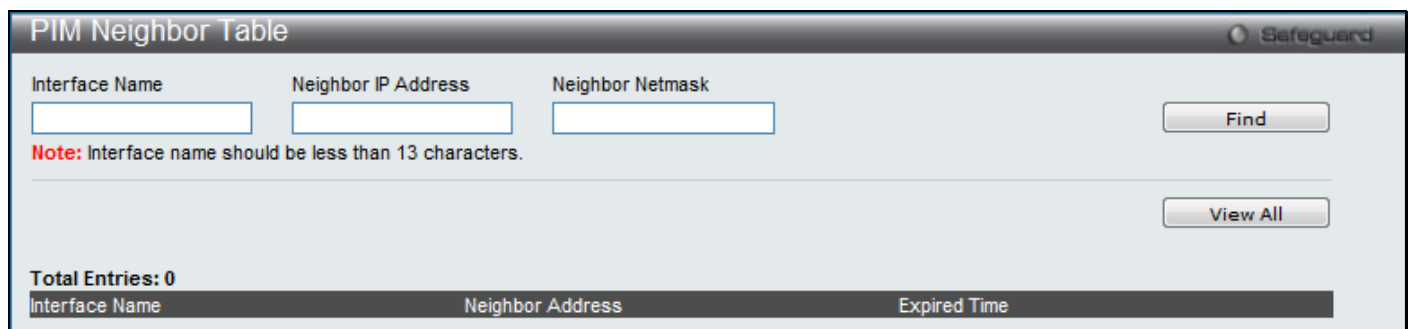 PIM Neighbor Table
Safeguard
Interface Name Neighbor IP Address Neighbor Netmask
Find
Note: Interface name should be less than 13 characters.
View All
Total Entries: 0
Interface Name Neighbor Address Expired Time